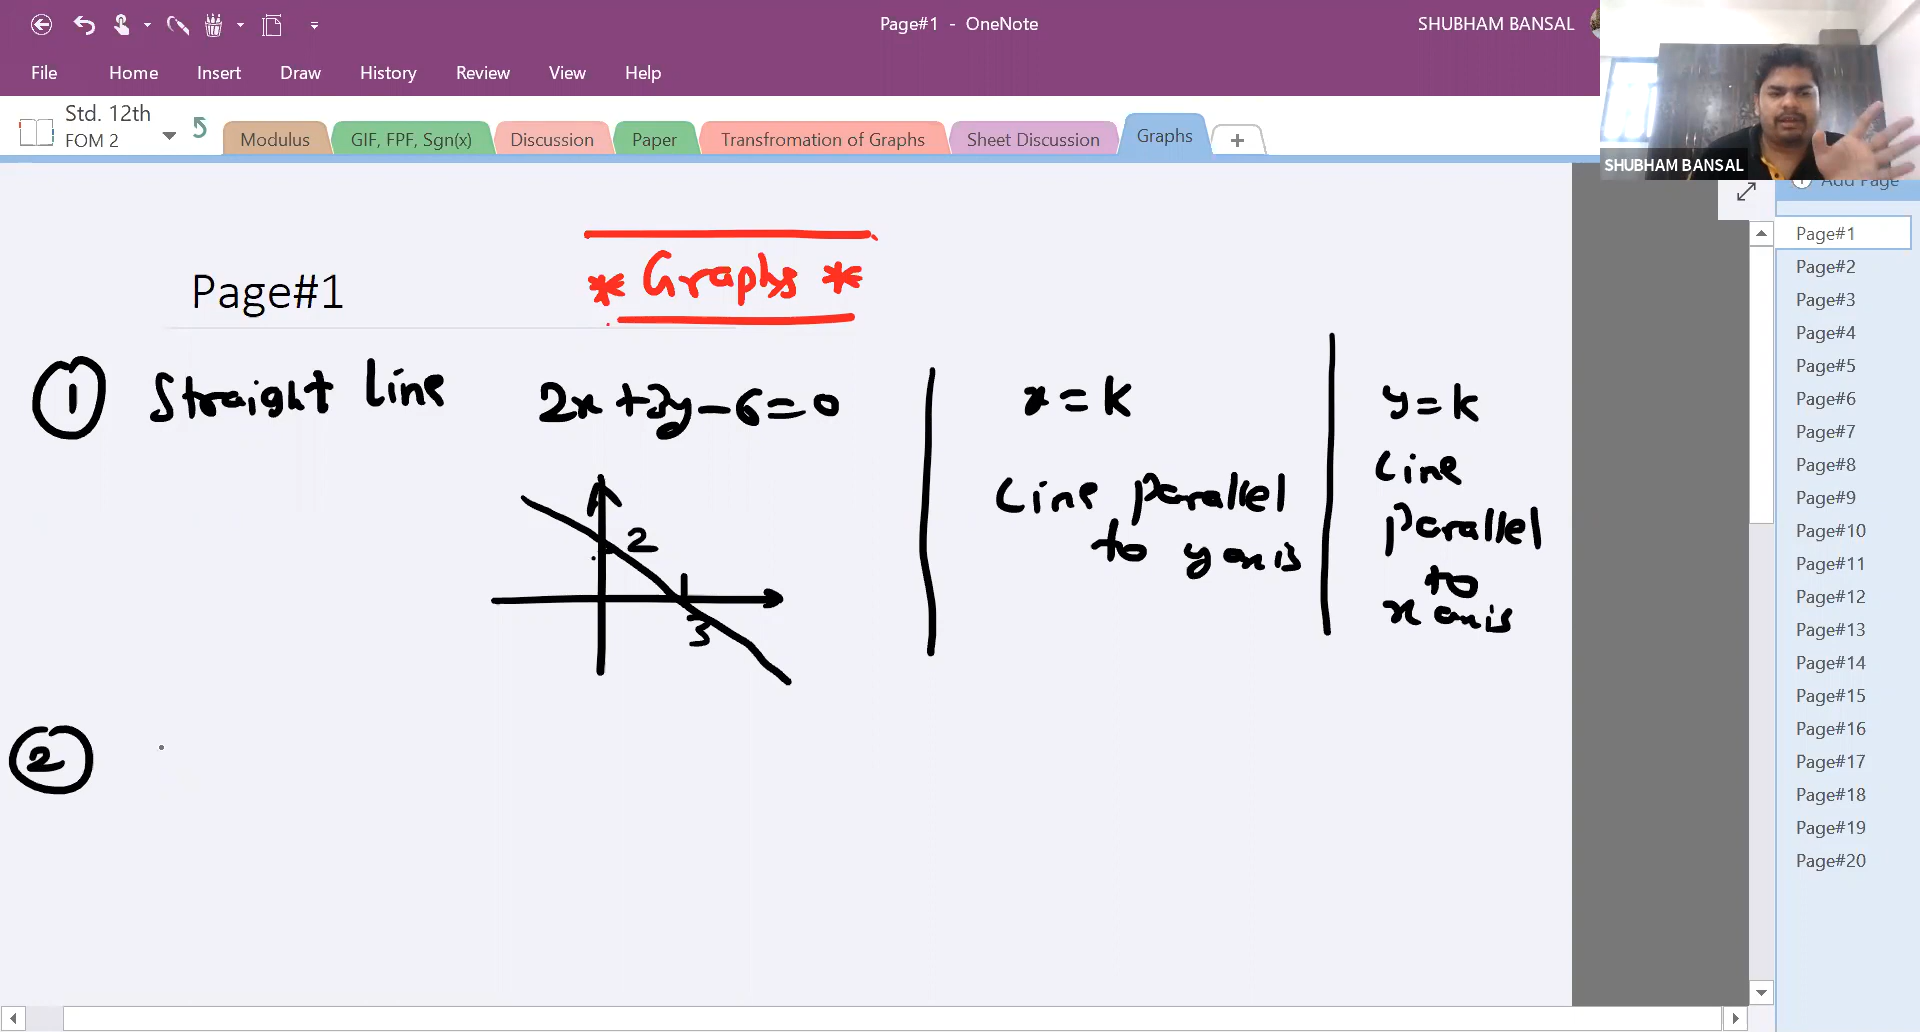 Page#1 - OneNote
SHUBHAM BANSAL
File Home Insert Draw History Review View Help
Std. 12th
FOM 2
Modulus GIF, FPF, Sgn(x) Discussion Paper Transfromation of Graphs Sheet Discussion Graphs +
SHUBHAM BANSAL
Add Page
Page#1
Page#2
Page#3
Page#4
Page#5
Page#6
Page#7
Page#8
Page#9
Page#10
Page#11
Page#12
Page#13
Page#14
Page#15
Page#16
Page#17
Page#18
Page#19
Page#20
Page#1
* Graphs *
1 Straight line 2x+3y-6=0
2
3
x=k
Line parallel
to y axis
y=k
Line
parallel
to
x axis
2